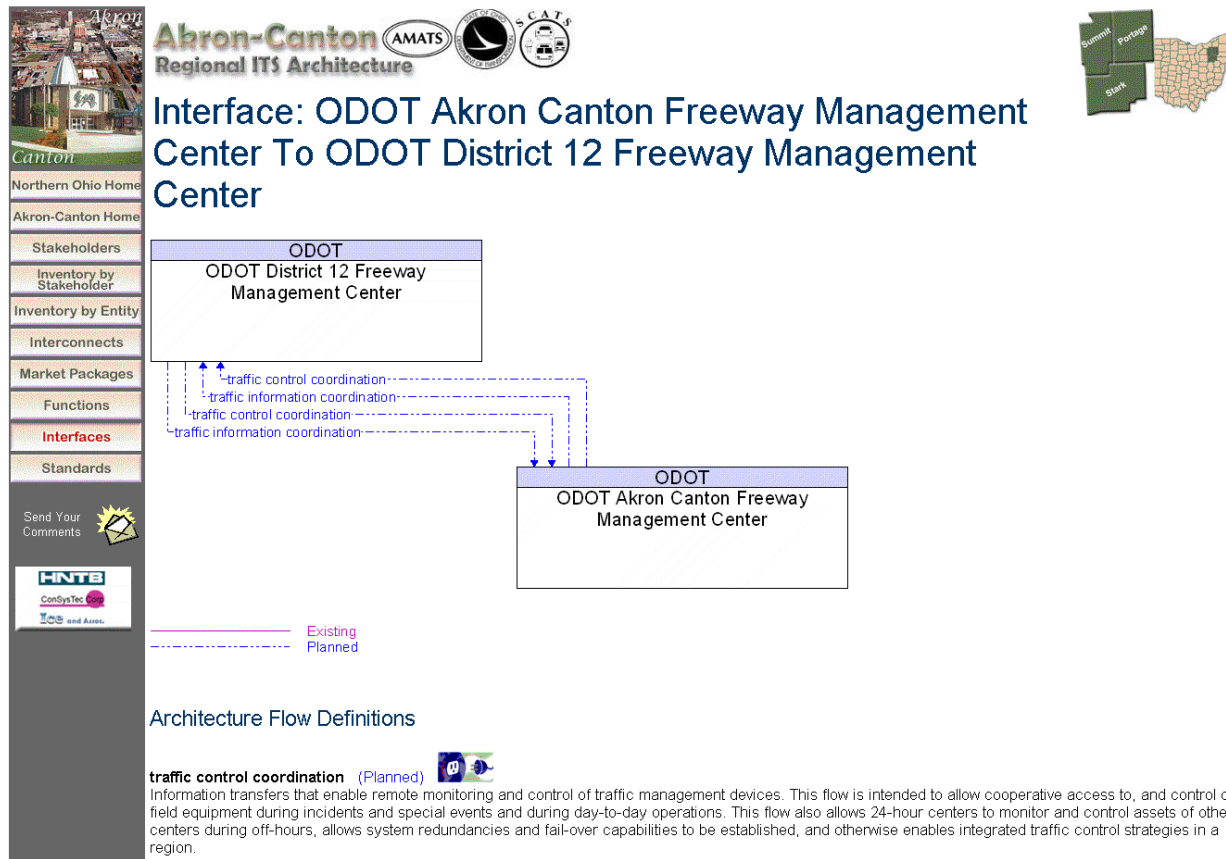 Akron
Canton
Akron-Canton
Regional ITS Architecture
AMATS
SCATS
Summit
Portage
Stark
Interface: ODOT Akron Canton Freeway Management
Center To ODOT District 12 Freeway Management
Center
Northern Ohio Home
Akron-Canton Home
Stakeholders
Inventory by
Stakeholder
Inventory by Entity
Interconnects
Market Packages
Functions
Interfaces
Standards
Send Your
Comments
HNTB
ConSysTec Corp
Ice and Assoc.
ODOT
ODOT District 12 Freeway
Management Center
traffic control coordination
traffic information coordination
traffic control coordination
traffic information coordination
ODOT
ODOT Akron Canton Freeway
Management Center
Existing
Planned
Architecture Flow Definitions
traffic control coordination (Planned)
Information transfers that enable remote monitoring and control of traffic management devices. This flow is intended to allow cooperative access to, and control o
field equipment during incidents and special events and during day-to-day operations. This flow also allows 24-hour centers to monitor and control assets of othe
centers during off-hours, allows system redundancies and fail-over capabilities to be established, and otherwise enables integrated traffic control strategies in a
region.